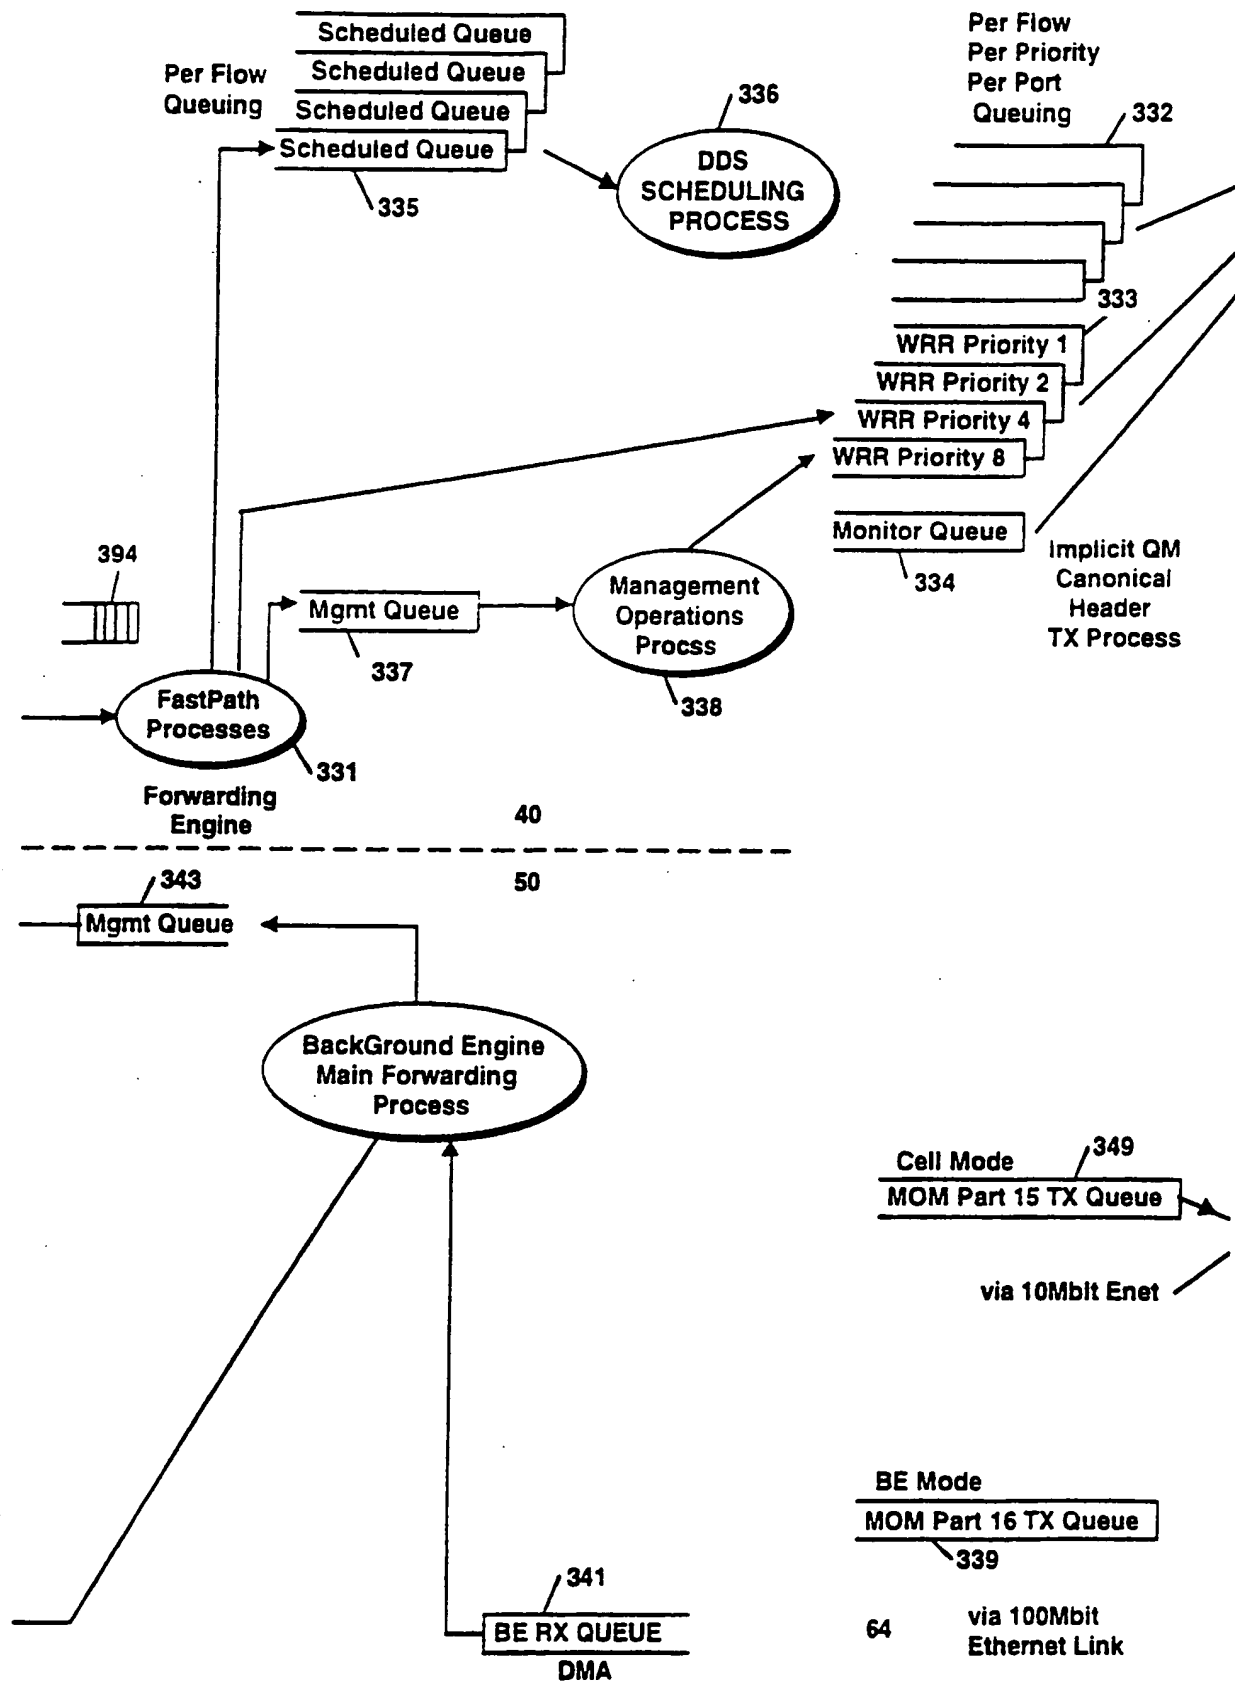 Scheduled Queue
Scheduled Queue
Scheduled Queue
Scheduled Queue
Per Flow
Queuing
335
336
DDS
SCHEDULING
PROCESS
Per Flow
Per Priority
Per Port
Queuing
332
333
WRR Priority 1
WRR Priority 2
WRR Priority 4
WRR Priority 8
Monitor Queue
334
Implicit QM
Canonical
Header
TX Process
394
Mgmt Queue
337
Management
Operations
Procss
338
FastPath
Processes
331
Forwarding
Engine
40
50
343
Mgmt Queue
BackGround Engine
Main Forwarding
Process
Cell Mode
349
MOM Part 15 TX Queue
via 10Mbit Enet
BE Mode
MOM Part 16 TX Queue
339
341
BE RX QUEUE
DMA
64
via 100Mbit
Ethernet Link